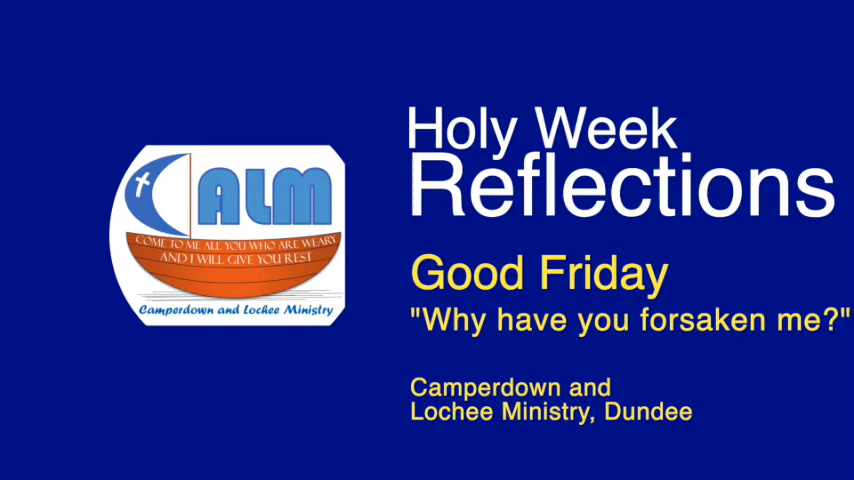 CALM
COME TO ME ALL YOU WHO ARE WEARY
AND I WILL GIVE YOU REST
Camperdown and Lochee Ministry
Holy Week
Reflections
Good Friday
"Why have you forsaken me?"
Camperdown and
Lochee Ministry, Dundee